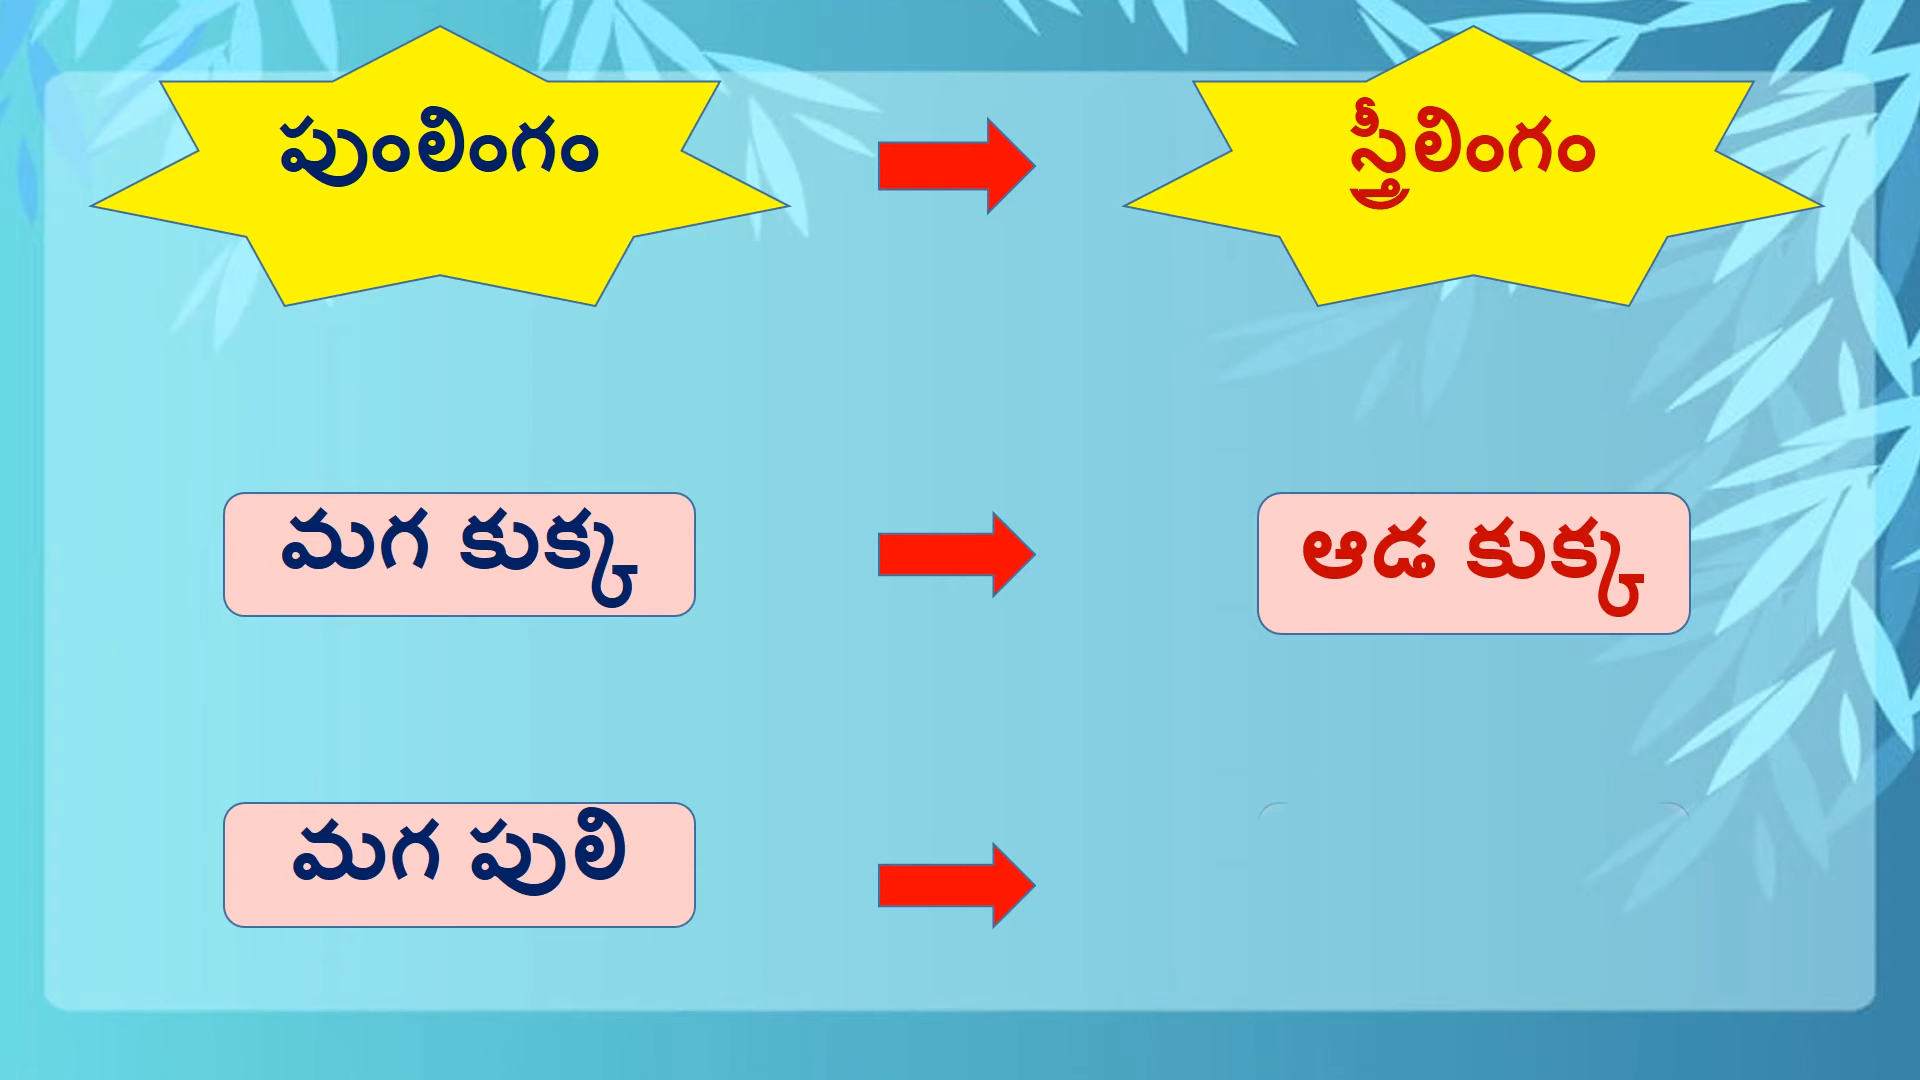 పుంలింగం
స్త్రీలింగం
మగ కుక్క
ఆడ కుక్క
మగ పులి